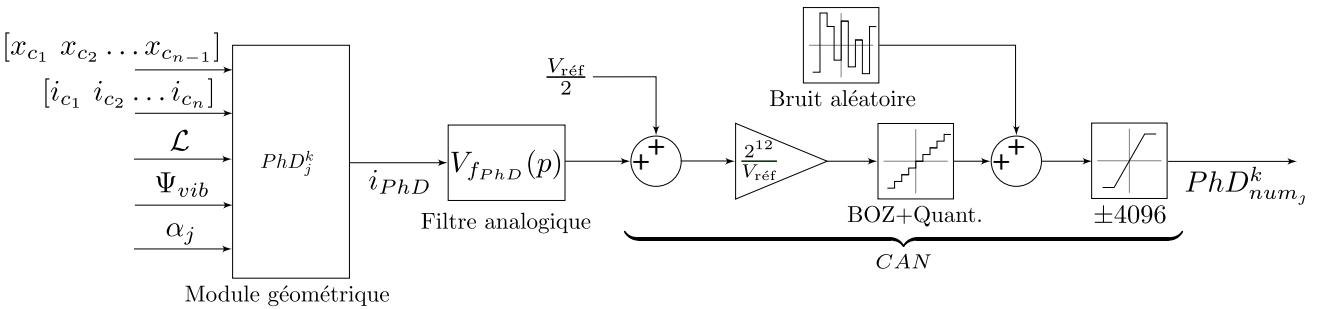 [x_{c_1} x_{c_2} ... x_{c_{n-1}}]
[i_{c_1} i_{c_2} ... i_{c_n}]
ℒ
Ψ_{vib}
α_j
PhD_j^k
Module géométrique
i_{PhD}
V_{f_{PhD}}(p)
Filtre analogique
V_{réf}
2
+
+
2^{12}
V_{réf}
BOZ+Quant.
Bruit aléatoire
+
+
±4096
PhD_{num_j}^k
CAN